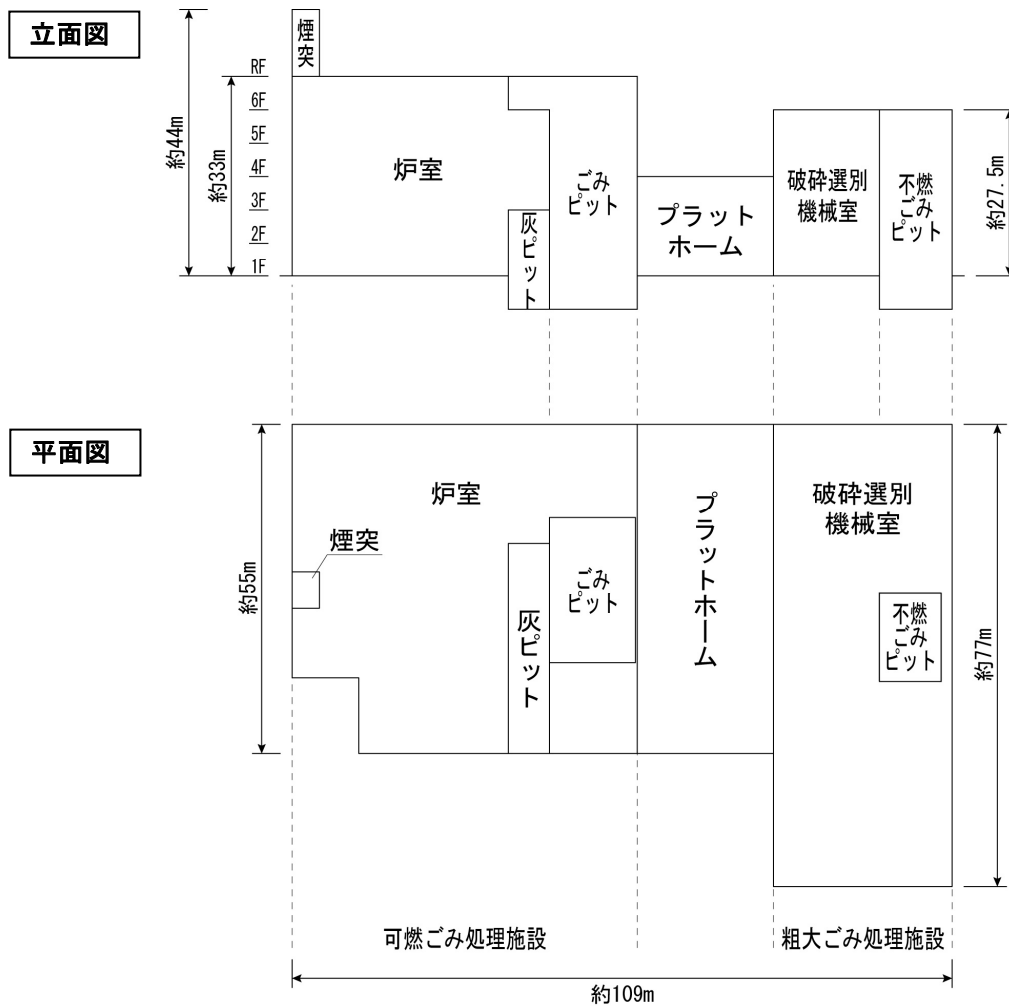 立面図
煙突
RF
6F
5F
4F
3F
2F
1F
約44m
約33m
炉室
灰ピット
ごみ
ピット
プラット
ホーム
破砕選別
機械室
不燃
ごみ
ピット
約27.5m
平面図
炉室
煙突
約55m
灰ピット
ごみ
ピット
プラットホーム
破砕選別
機械室
不燃
ごみ
ピット
約77m
可燃ごみ処理施設
粗大ごみ処理施設
約109m